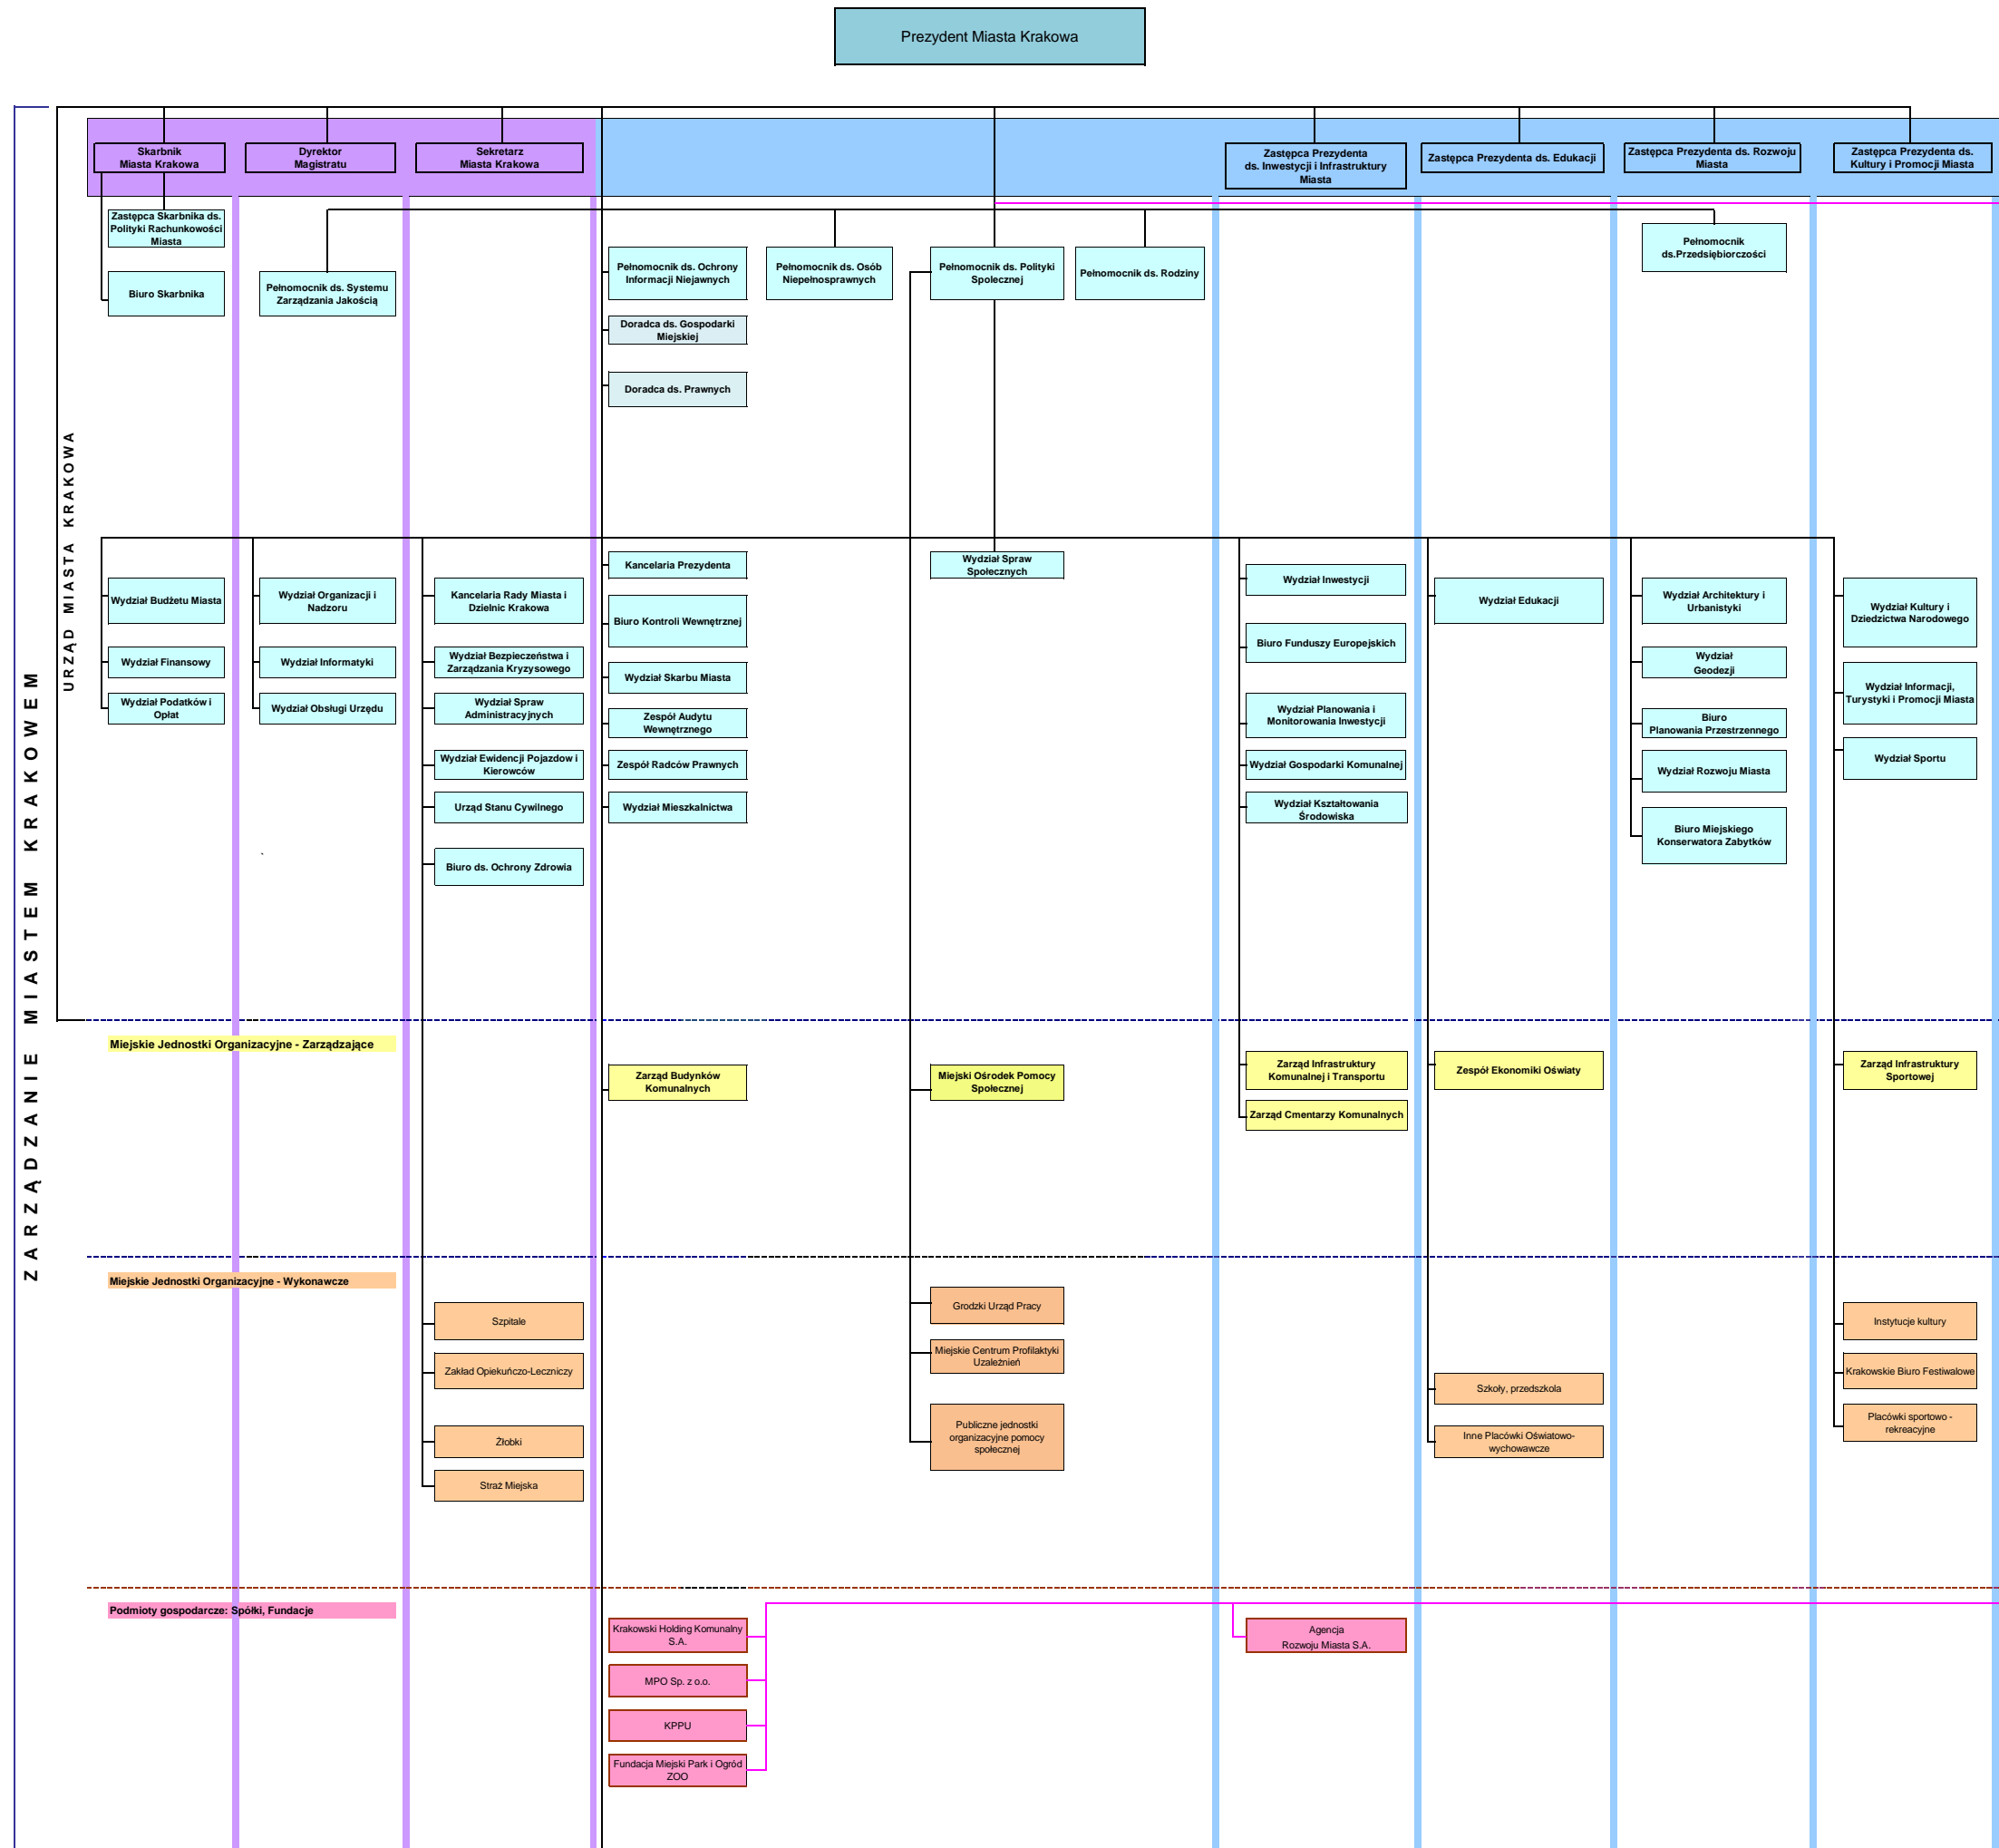 Prezydent Miasta Krakowa
Skarbnik
Miasta Krakowa
Dyrektor
Magistratu
Sekretarz
Miasta Krakowa
Zastępca Prezydenta
ds. Inwestycji i Infrastruktury
Miasta
Zastępca Prezydenta ds. Edukacji
Zastępca Prezydenta ds. Rozwoju
Miasta
Zastępca Prezydenta ds.
Kultury i Promocji Miasta
Zastępca Skarbnika ds.
Polityki Rachunkowości
Miasta
Biuro Skarbnika
Pełnomocnik ds. Systemu
Zarządzania Jakością
Pełnomocnik ds. Ochrony
Informacji Niejawnych
Pełnomocnik ds. Osób
Niepełnosprawnych
Pełnomocnik ds. Polityki
Spolecznej
Pełnomocnik ds. Rodziny
Pełnomocnik
ds.Przedsiębiorczości
Doradca ds. Gospodarki
Miejskiej
Doradca ds. Prawnych
URZĄD MIASTA KRAKOWA
ZARZĄDZANIE MIASTEM KRAKOWEM
Wydział Budżetu Miasta
Wydział Finansowy
Wydział Podatków i
Opłat
Wydział Organizacji i
Nadzoru
Wydział Informatyki
Wydział Obsługi Urzędu
Kancelaria Rady Miasta i
Dzielnic Krakowa
Wydział Bezpieczeństwa i
Zarządzania Kryzysowego
Wydział Spraw
Administracyjnych
Wydział Ewidencji Pojazdow i
Kierowców
Urząd Stanu Cywilnego
Biuro ds. Ochrony Zdrowia
Kancelaria Prezydenta
Biuro Kontroli Wewnętrznej
Wydział Skarbu Miasta
Zespół Audytu
Wewnętrznego
Zespół Radców Prawnych
Wydział Mieszkalnictwa
Wydział Spraw
Społecznych
Wydział Inwestycji
Biuro Funduszy Europejskich
Wydział Planowania i
Monitorowania Inwestycji
Wydział Gospodarki Komunalnej
Wydział Kształtowania
Środowiska
Wydział Edukacji
Wydział Architektury i
Urbanistyki
Wydział
Geodezji
Biuro
Planowania Przestrzennego
Wydział Rozwoju Miasta
Biuro Miejskiego
Konserwatora Zabytków
Wydział Kultury i
Dziedzictwa Narodowego
Wydział Informacji,
Turystyki i Promocji Miasta
Wydział Sportu
Miejskie Jednostki Organizacyjne - Zarządzające
Zarząd Budynków
Komunalnych
Miejski Ośrodek Pomocy
Społecznej
Zarząd Infrastruktury
Komunalnej i Transportu
Zarząd Cmentarzy Komunalnych
Zespół Ekonomiki Oświaty
Zarząd Infrastruktury
Sportowej
Miejskie Jednostki Organizacyjne - Wykonawcze
Szpitale
Zakład Opiekuńczo-Leczniczy
Żłobki
Straż Miejska
Grodzki Urząd Pracy
Miejskie Centrum Profilaktyki
Uzależnień
Publiczne jednostki
organizacyjne pomocy
społecznej
Szkoły, przedszkola
Inne Placówki Oświatowo-
wychowawcze
Instytucje kultury
Krakowskie Biuro Festiwalowe
Placówki sportowo -
rekreacyjne
Podmioty gospodarcze: Spółki, Fundacje
Krakowski Holding Komunalny
S.A.
MPO Sp. z o.o.
KPPU
Fundacja Miejski Park i Ogród
ZOO
Agencja
Rozwoju Miasta S.A.